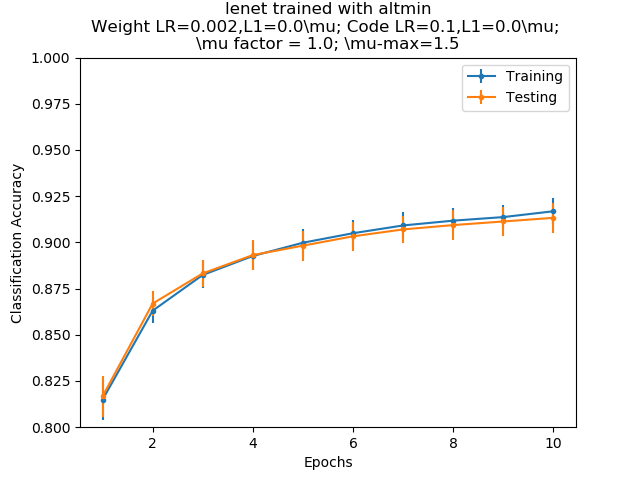 lenet trained with altmin
Weight LR=0.002,L1=0.0\mu; Code LR=0.1,L1=0.0\mu;
\mu factor = 1.0; \mu-max=1.5
1.000
0.975
0.950
0.925
0.900
0.875
0.850
0.825
0.800
Classification Accuracy
Training
Testing
2
4
6
8
10
Epochs